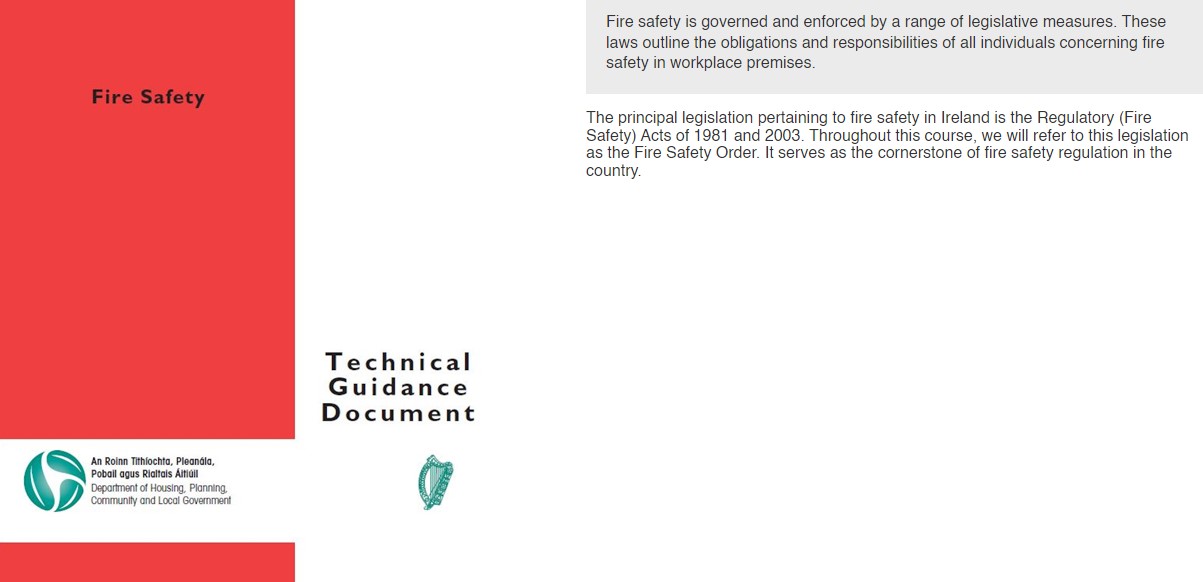 Fire Safety
Technical
Guidance
Document
An Roinn Tithíochta, Pleanála,
Pobail agus Rialtais Áitiúil
Department of Housing, Planning,
Community and Local Government
Fire safety is governed and enforced by a range of legislative measures. These
laws outline the obligations and responsibilities of all individuals concerning fire
safety in workplace premises.
The principal legislation pertaining to fire safety in Ireland is the Regulatory (Fire
Safety) Acts of 1981 and 2003. Throughout this course, we will refer to this legislation
as the Fire Safety Order. It serves as the cornerstone of fire safety regulation in the
country.